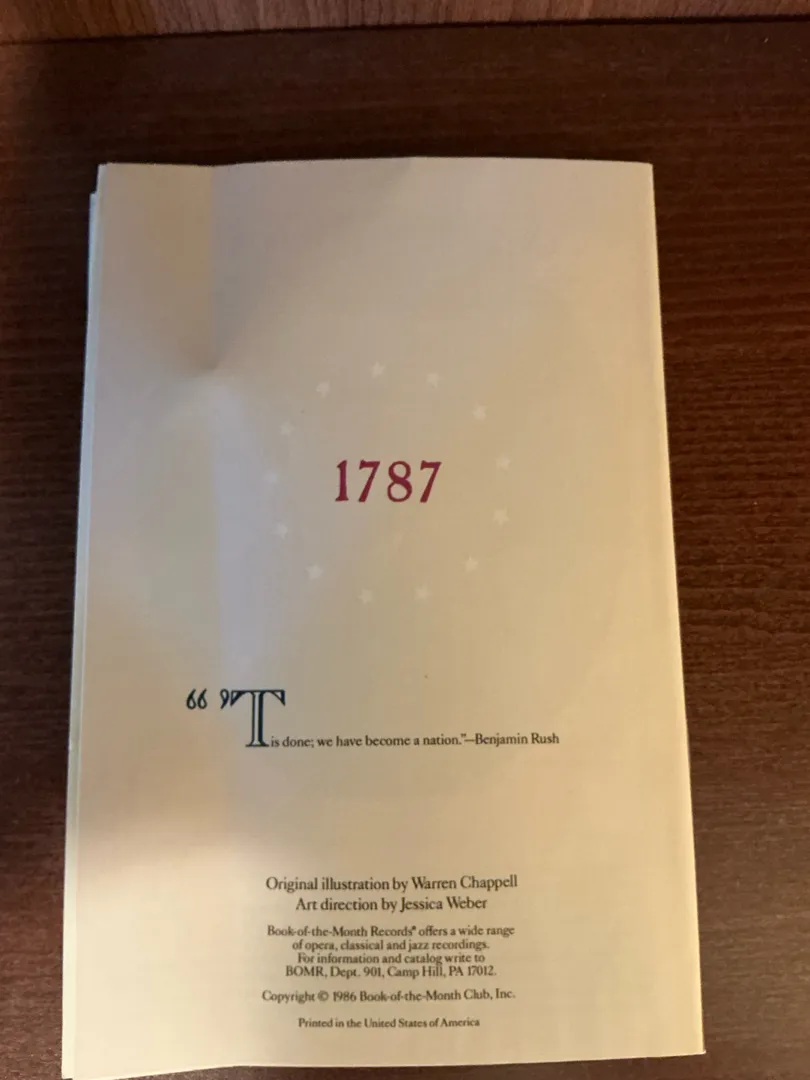 1787
“ ’Tis done; we have become a nation.”—Benjamin Rush
Original illustration by Warren Chappell
Art direction by Jessica Weber
Book-of-the-Month Records® offers a wide range
of opera, classical and jazz recordings.
For information and catalog write to
BOMR, Dept. 901, Camp Hill, PA 17012.
Copyright © 1986 Book-of-the-Month Club, Inc.
Printed in the United States of America